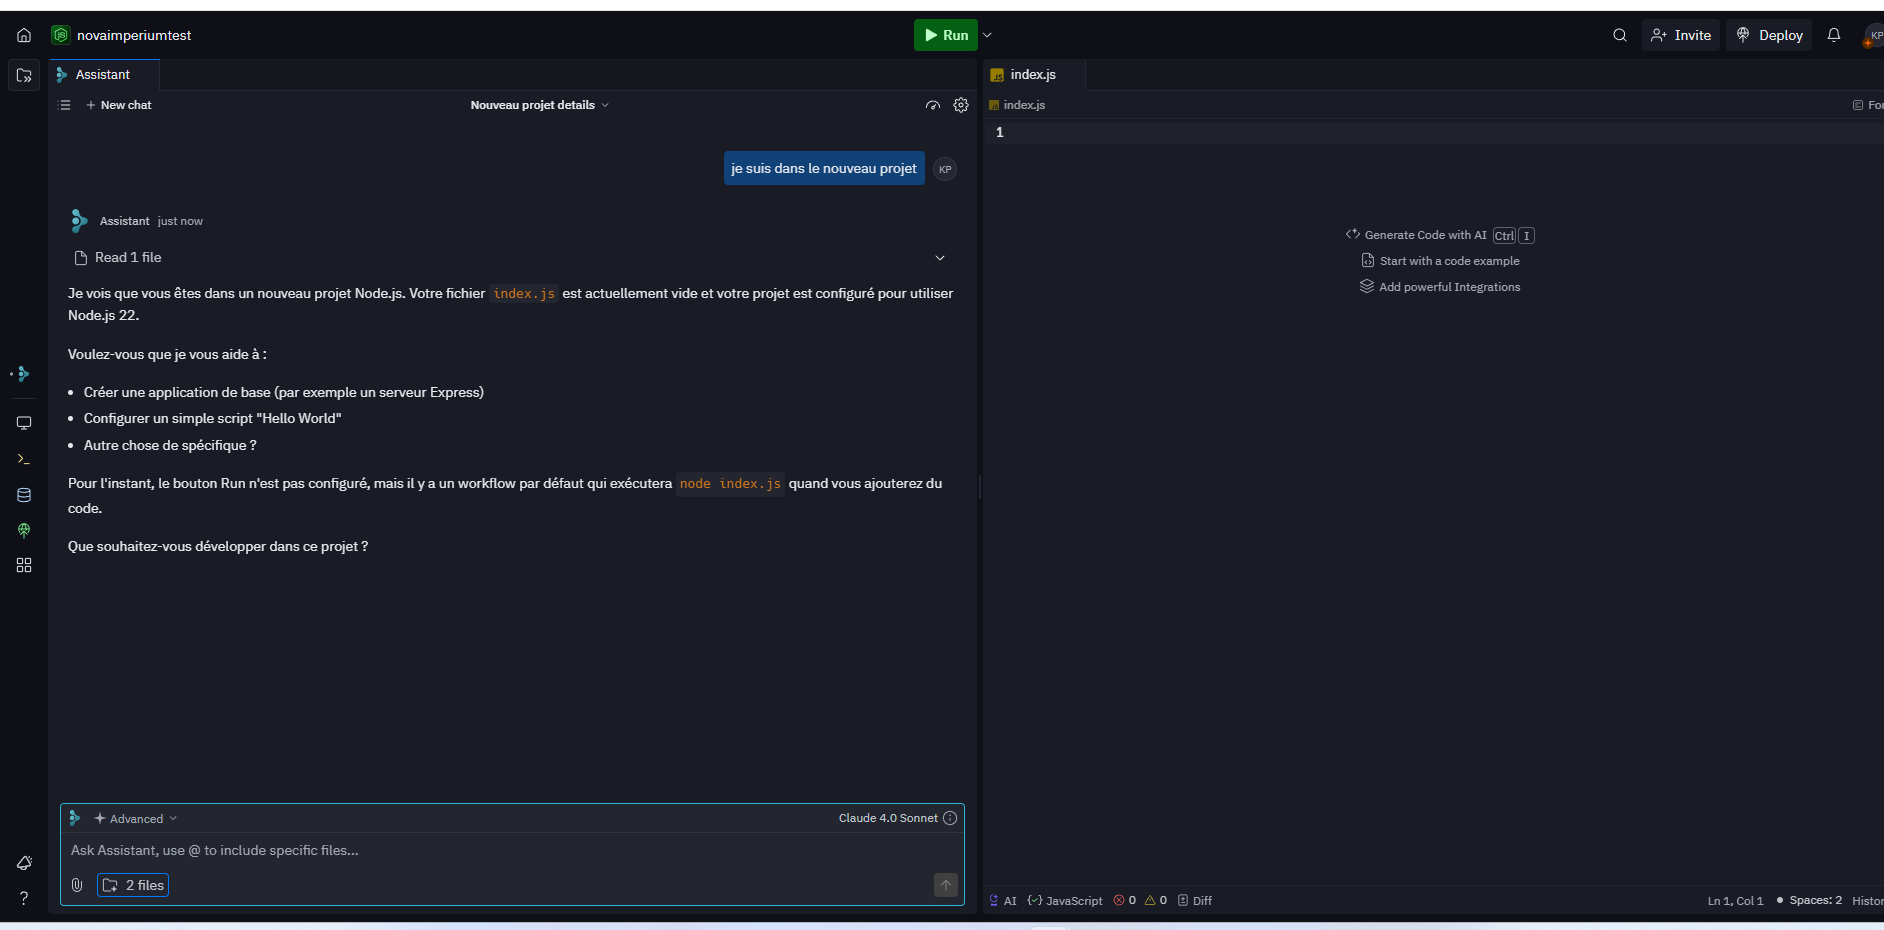 novaimperiumtest
Run
Invite
Deploy
KP
Assistant
New chat
Nouveau projet details
je suis dans le nouveau projet
KP
Assistant just now
Read 1 file
Je vois que vous êtes dans un nouveau projet Node.js. Votre fichier index.js est actuellement vide et votre projet est configuré pour utiliser
Node.js 22.
Voulez-vous que je vous aide à :
• Créer une application de base (par exemple un serveur Express)
• Configurer un simple script "Hello World"
• Autre chose de spécifique ?
Pour l'instant, le bouton Run n'est pas configuré, mais il y a un workflow par défaut qui exécutera node index.js quand vous ajouterez du
code.
Que souhaitez-vous développer dans ce projet ?
Advanced
Claude 4.0 Sonnet
Ask Assistant, use @ to include specific files...
2 files
index.js
index.js
For
1
Generate Code with AI Ctrl I
Start with a code example
Add powerful Integrations
AI
JavaScript
0
0
Diff
Ln 1, Col 1
Spaces: 2
Histor